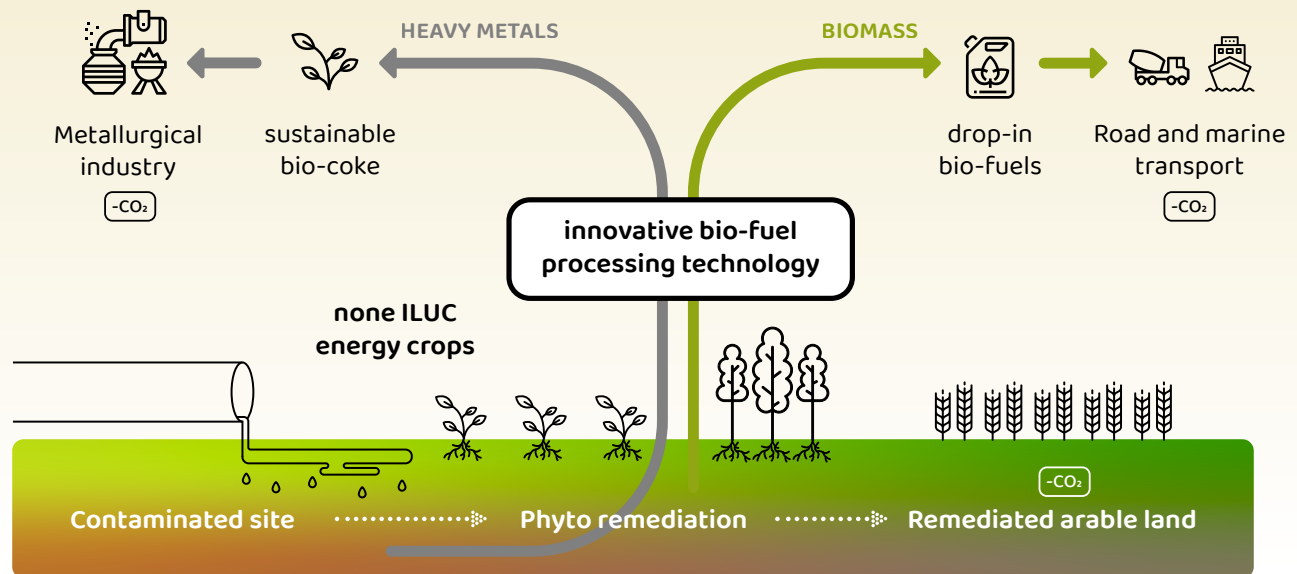 HEAVY METALS
BIOMASS
Metallurgical
industry
-CO₂
sustainable
bio-coke
drop-in
bio-fuels
Road and marine
transport
-CO₂
innovative bio-fuel
processing technology
none ILUC
energy crops
-CO₂
Contaminated site
Phyto remediation
Remediated arable land